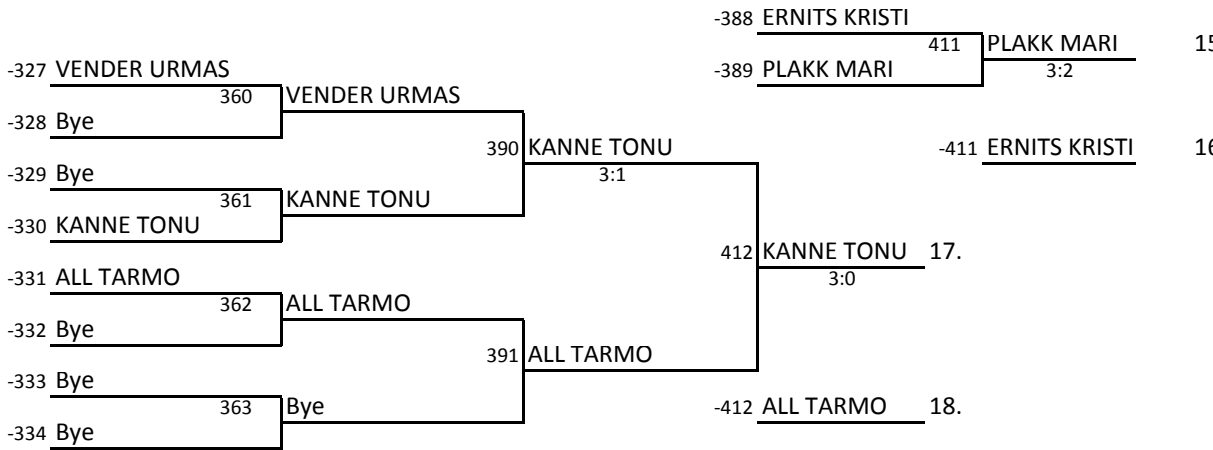 -388 ERNITS KRISTI
411 PLAKK MARI 15
-389 PLAKK MARI 3:2
-327 VENDER URMAS
360 VENDER URMAS
-328 Bye
390 KANNE TONU
3:1
-411 ERNITS KRISTI 16
-329 Bye
361 KANNE TONU
-330 KANNE TONU
412 KANNE TONU 17.
3:0
-331 ALL TARMO
362 ALL TARMO
-332 Bye
391 ALL TARMO
-333 Bye
363 Bye
-412 ALL TARMO 18.
-334 Bye